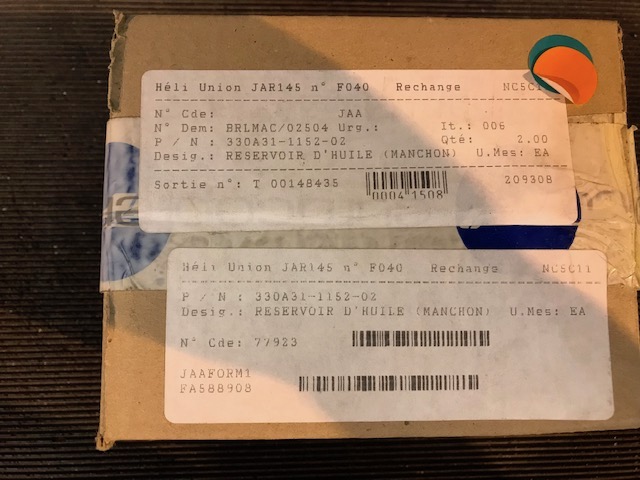 Héli Union JAR145 n° F040 Rechange NC5C1
N° Cde: JAA
N° Dem: BRLMAC/02504 Urg.: It.: 006
P / N : 330A31-1152-02 Qté: 2.00
Desig.: RESERVOIR D'HUILE (MANCHON) U.Mes: EA
Sortie n°: T 00148435 209308
00041508
Héli Union JAR145 n° F040 Rechange NC5C11
P / N : 330A31-1152-02
Desig.: RESERVOIR D'HUILE (MANCHON) U.Mes: EA
N° Cde: 77923
JAAFORM1
FA588908